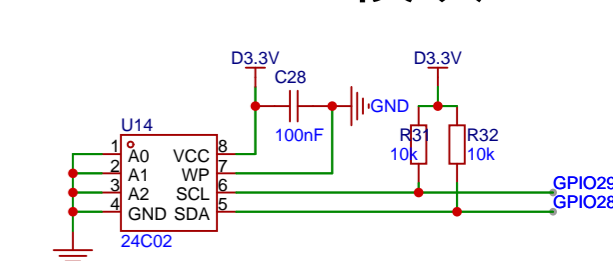 D3.3V
D3.3V
C28
GND
100nF
U14
R31
R32
10k
10k
1
A0
VCC
8
2
A1
WP
7
3
A2
SCL
6
4
GND
SDA
5
24C02
GPIO29
GPIO28